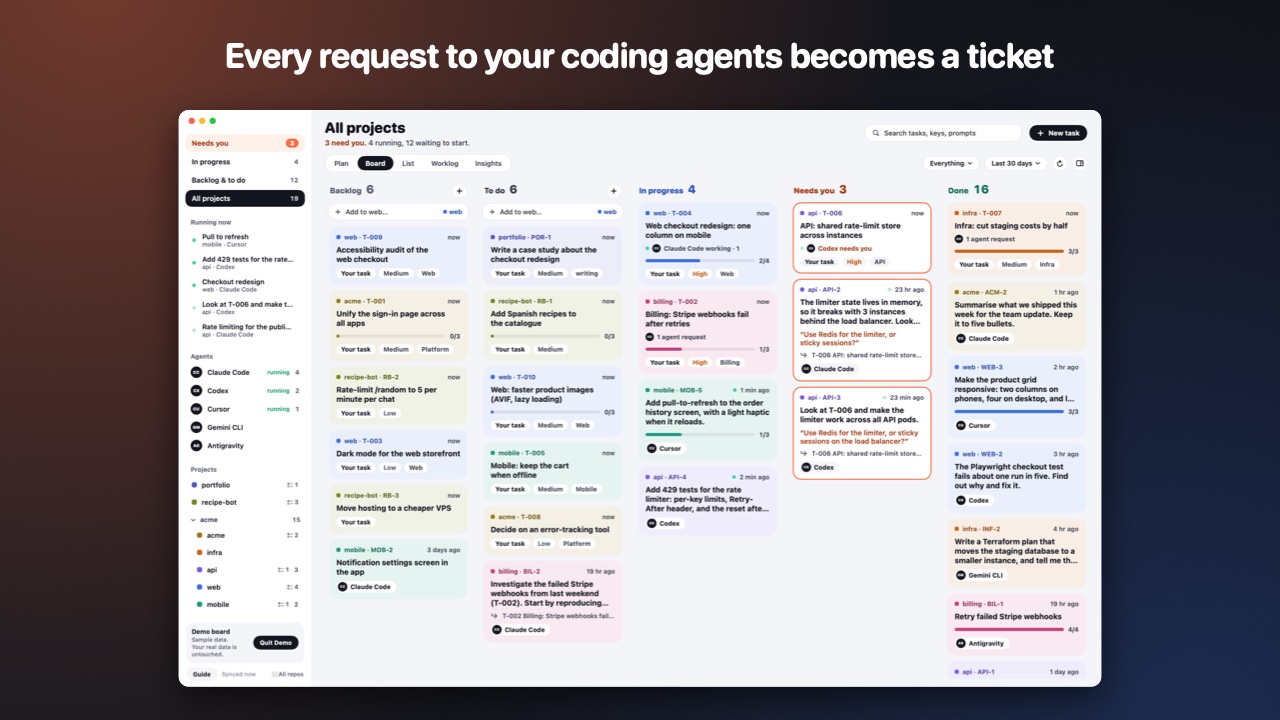 Every request to your coding agents becomes a ticket
Needs you 3
In progress 4
Backlog & to do 12
All projects 19
Running now
Pull to refresh
mobile · Cursor
Add 429 tests for the rate...
api · Codex
Checkout redesign
web · Claude Code
Look at T-006 and make t...
api · Codex
Rate limiting for the publi...
api · Claude Code
Agents
CC Claude Code running 4
CX Codex running 2
CU Cursor running 1
GM Gemini CLI
AG Antigravity
Projects
portfolio 1
recipe-bot 3
acme 15
acme 2
infra
api 1 3
web 4
mobile 1 2
Demo board
Sample data.
Your real data is
untouched.
Quit Demo
Guide Synced now All repos
All projects
3 need you. 4 running, 12 waiting to start.
Search tasks, keys, prompts
+ New task
Plan Board List Worklog Insights
Everything Last 30 days
Backlog 6 +
+ Add to web... web
web · T-009 now
Accessibility audit of the
web checkout
Your task Medium Web
acme · T-001 now
Unify the sign-in page across
all apps
0/3
Your task Medium Platform
recipe-bot · RB-2 now
Rate-limit /random to 5 per
minute per chat
Your task Low
web · T-003 now
Dark mode for the web storefront
Your task Low Web
recipe-bot · RB-3 now
Move hosting to a cheaper VPS
Your task
mobile · MOB-2 3 days ago
Notification settings screen in
the app
CC Claude Code
To do 6 +
+ Add to web... web
portfolio · POR-1 now
Write a case study about the
checkout redesign
Your task Medium writing
recipe-bot · RB-1 now
Add Spanish recipes to
the catalogue
0/3
Your task Medium
web · T-010 now
Web: faster product images
(AVIF, lazy loading)
0/3
Your task Medium Web
mobile · T-005 now
Mobile: keep the cart
when offline
Your task Medium Mobile
acme · T-008 now
Decide on an error-tracking tool
Your task Low Platform
billing · BIL-2 19 hr ago
Investigate the failed Stripe
webhooks from last weekend
(T-002). Start by reproducing...
T-002 Billing: Stripe webhooks fail...
CC Claude Code
In progress 4
web · T-004 now
Web checkout redesign: one
column on mobile
CC Claude Code working · 1
2/4
Your task High Web
billing · T-002 now
Billing: Stripe webhooks fail
after retries
1 agent request
1/3
Your task High Billing
mobile · MOB-5 1 min ago
Add pull-to-refresh to the order
history screen, with a light haptic
when it reloads.
1/3
CU Cursor
api · API-4 2 min ago
Add 429 tests for the rate
limiter: per-key limits, Retry-
After header, and the reset afte...
CX Codex
Needs you 3
api · T-006 now
API: shared rate-limit store
across instances
CX Codex needs you
Your task High API
api · API-2 23 hr ago
The limiter state lives in memory,
so it breaks with 3 instances
behind the load balancer. Look...
"Use Redis for the limiter, or
sticky sessions?"
T-006 API: shared rate-limit store...
CC Claude Code
api · API-3 23 min ago
Look at T-006 and make the
limiter work across all API pods.
"Use Redis for the limiter, or sticky
sessions on the load balancer?"
T-006 API: shared rate-limit store...
CX Codex
Done 16
infra · T-007 now
Infra: cut staging costs by half
1 agent request
3/3
Your task Medium Infra
acme · ACM-2 1 hr ago
Summarise what we shipped this
week for the team update. Keep
it to five bullets.
CC Claude Code
web · WEB-3 2 hr ago
Make the product grid
responsive: two columns on
phones, four on desktop, and l...
3/3
CU Cursor
web · WEB-2 3 hr ago
The Playwright checkout test
fails about one run in five. Find
out why and fix it.
CX Codex
infra · INF-2 4 hr ago
Write a Terraform plan that
moves the staging database to a
smaller instance, and tell me th...
GM Gemini CLI
billing · BIL-1 19 hr ago
Retry failed Stripe webhooks
4/4
AG Antigravity
api · API-1 1 day ago